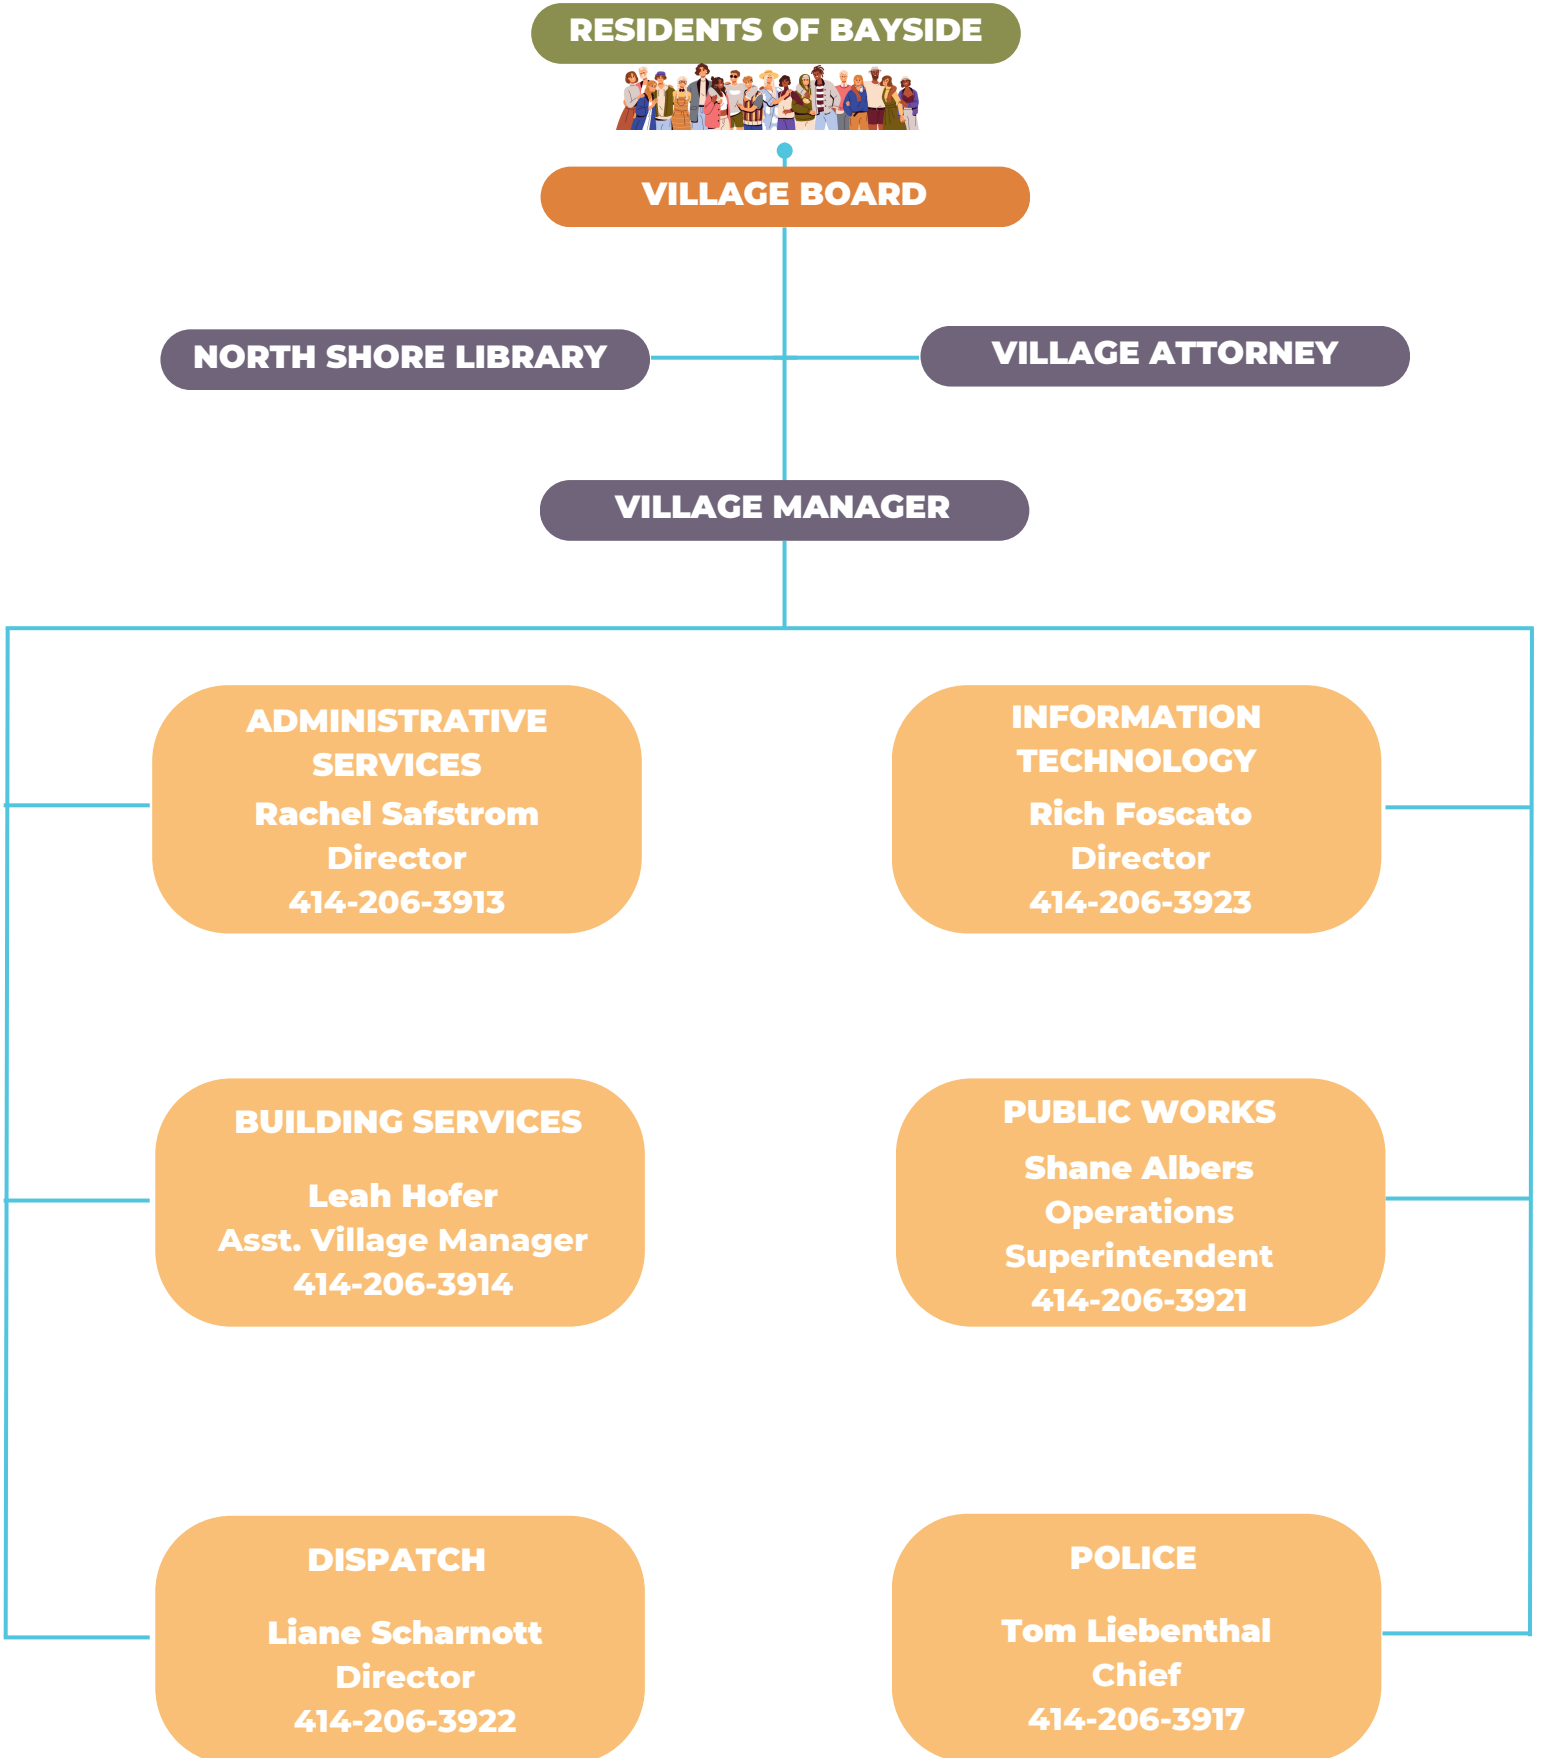 RESIDENTS OF BAYSIDE
VILLAGE BOARD
NORTH SHORE LIBRARY
VILLAGE ATTORNEY
VILLAGE MANAGER
ADMINISTRATIVE
SERVICES
Rachel Safstrom
Director
414-206-3913
INFORMATION
TECHNOLOGY
Rich Foscato
Director
414-206-3923
BUILDING SERVICES
Leah Hofer
Asst. Village Manager
414-206-3914
PUBLIC WORKS
Shane Albers
Operations
Superintendent
414-206-3921
DISPATCH
Liane Scharnott
Director
414-206-3922
POLICE
Tom Liebenthal
Chief
414-206-3917